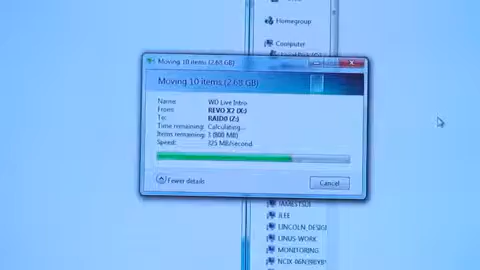 Homegroup
Computer
Moving 10 items (2.68 GB)
Moving 10 items (2.68 GB)
Name: WD Live Intro
From: REVO X2 (X:)
To: RAID0 (Z:)
Time remaining: Calculating...
Items remaining: 3 (800 MB)
Speed: 325 MB/second
Fewer details
Cancel
JAMESTSUI
JLEE
LINCOLN_DESIG
LINUS-WORK
MONITORING